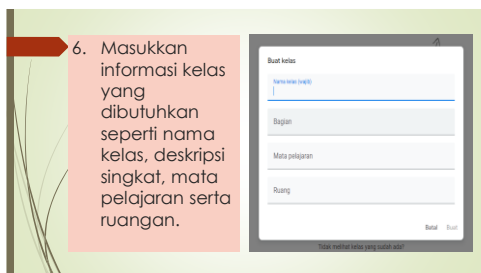 6. Masukkan
informasi kelas
yang
dibutuhkan
seperti nama
kelas, deskripsi
singkat, mata
pelajaran serta
ruangan.
Buat kelas
Nama kelas (wajib)
Bagian
Mata pelajaran
Ruang
Batal Buat
Tidak melihat kelas yang sudah ada?